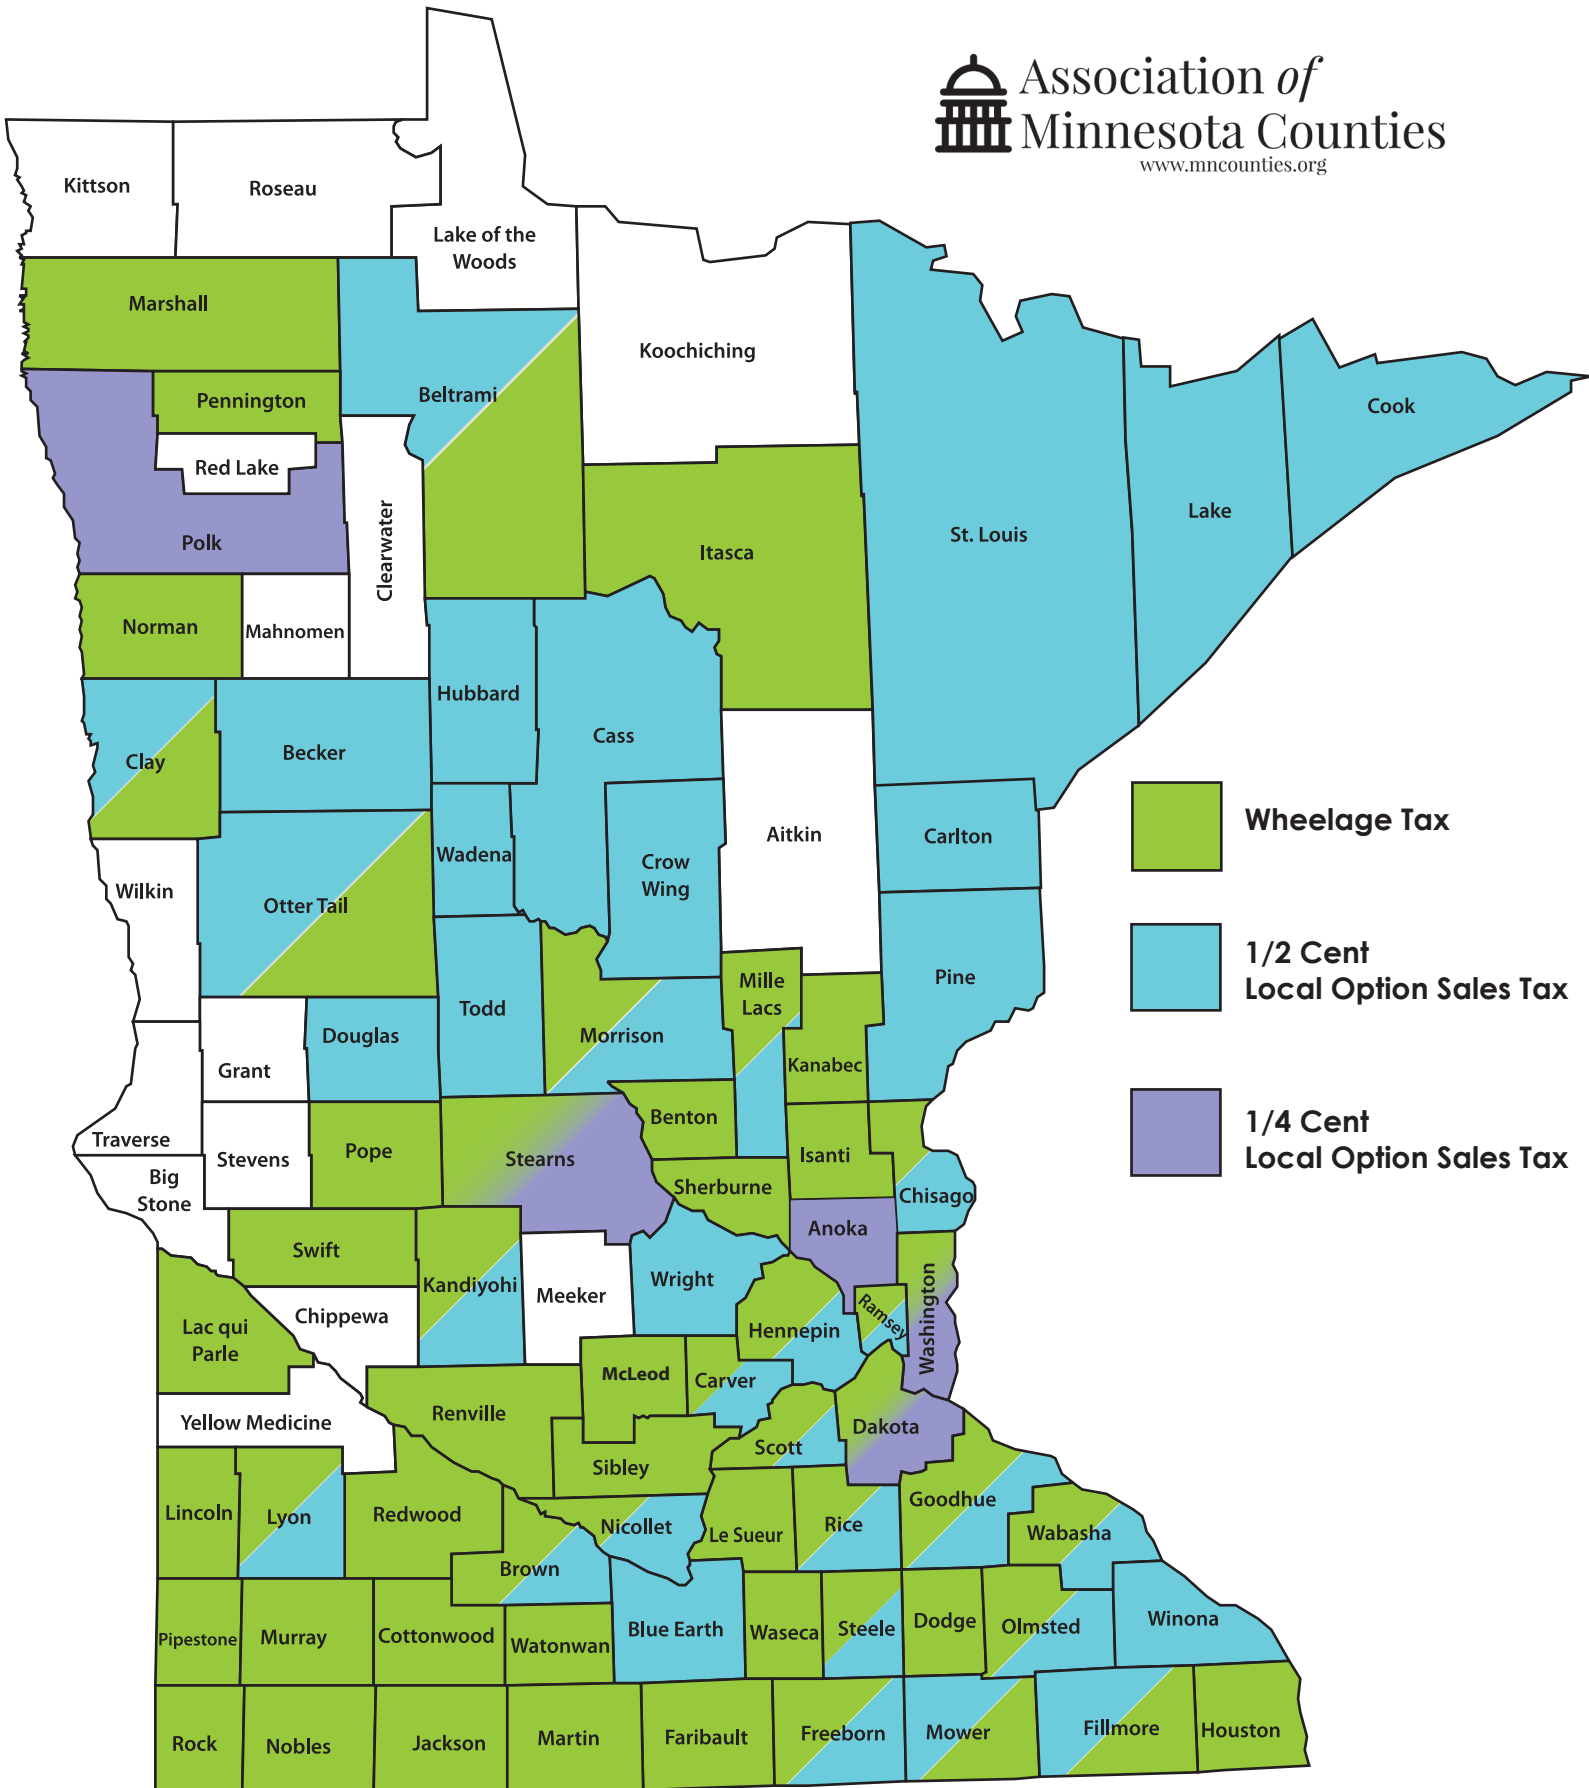 Association of
Minnesota Counties
www.mncounties.org
Kittson
Roseau
Lake of the
Woods
Marshall
Koochiching
Beltrami
Pennington
Cook
Red Lake
Lake
St. Louis
Polk
Clearwater
Itasca
Norman
Mahnomen
Hubbard
Cass
Becker
Clay
Wheelage Tax
Aitkin
Carlton
Wadena
Crow
Wing
Wilkin
Otter Tail
1/2 Cent
Local Option Sales Tax
Pine
Mille
Lacs
Todd
Douglas
Morrison
Grant
Kanabec
Benton
1/4 Cent
Local Option Sales Tax
Traverse
Pope
Stevens
Stearns
Isanti
Big
Stone
Sherburne
Chisago
Anoka
Swift
Kandiyohi
Wright
Meeker
Washington
Ramsey
Chippewa
Lac qui
Parle
Hennepin
McLeod
Carver
Renville
Yellow Medicine
Dakota
Scott
Sibley
Goodhue
Lincoln
Lyon
Redwood
Nicollet
Le Sueur
Rice
Wabasha
Brown
Pipestone
Murray
Cottonwood
Watonwan
Blue Earth
Waseca
Steele
Dodge
Olmsted
Winona
Rock
Nobles
Jackson
Martin
Faribault
Freeborn
Mower
Fillmore
Houston